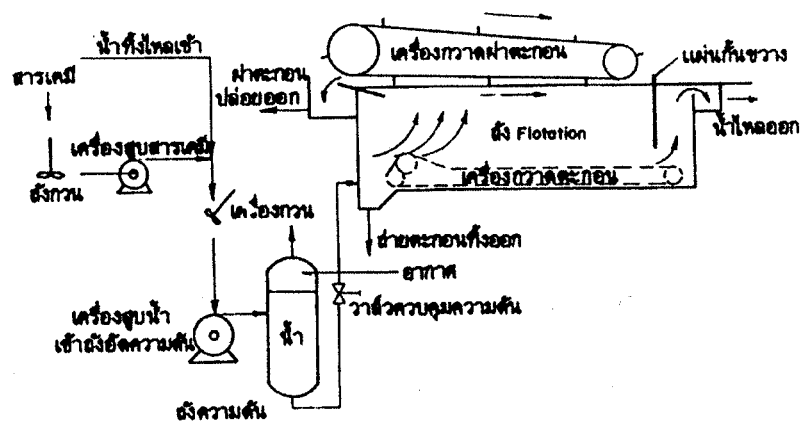 น้ำทิ้งไหลเข้า
สารเคมี
เครื่องสูบสารเคมี
ถังกวน
เครื่องกวน
เครื่องสูบน้ำ
เข้าถังอัดความดัน
น้ำ
ถังความดัน
อากาศ
วาล์วควบคุมความดัน
เครื่องกวาดฝาตะกอน
แผ่นกั้นขวาง
ฝาตะกอน
ปล่อยออก
ถัง Flotation
น้ำไหลออก
เครื่องกวาดตะกอน
ถ่ายตะกอนทิ้งออก